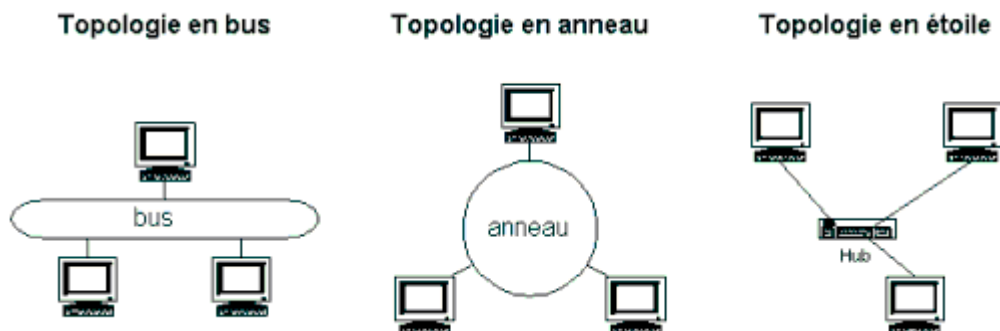 Topologie en bus
Topologie en anneau
Topologie en étoile
bus
anneau
Hub